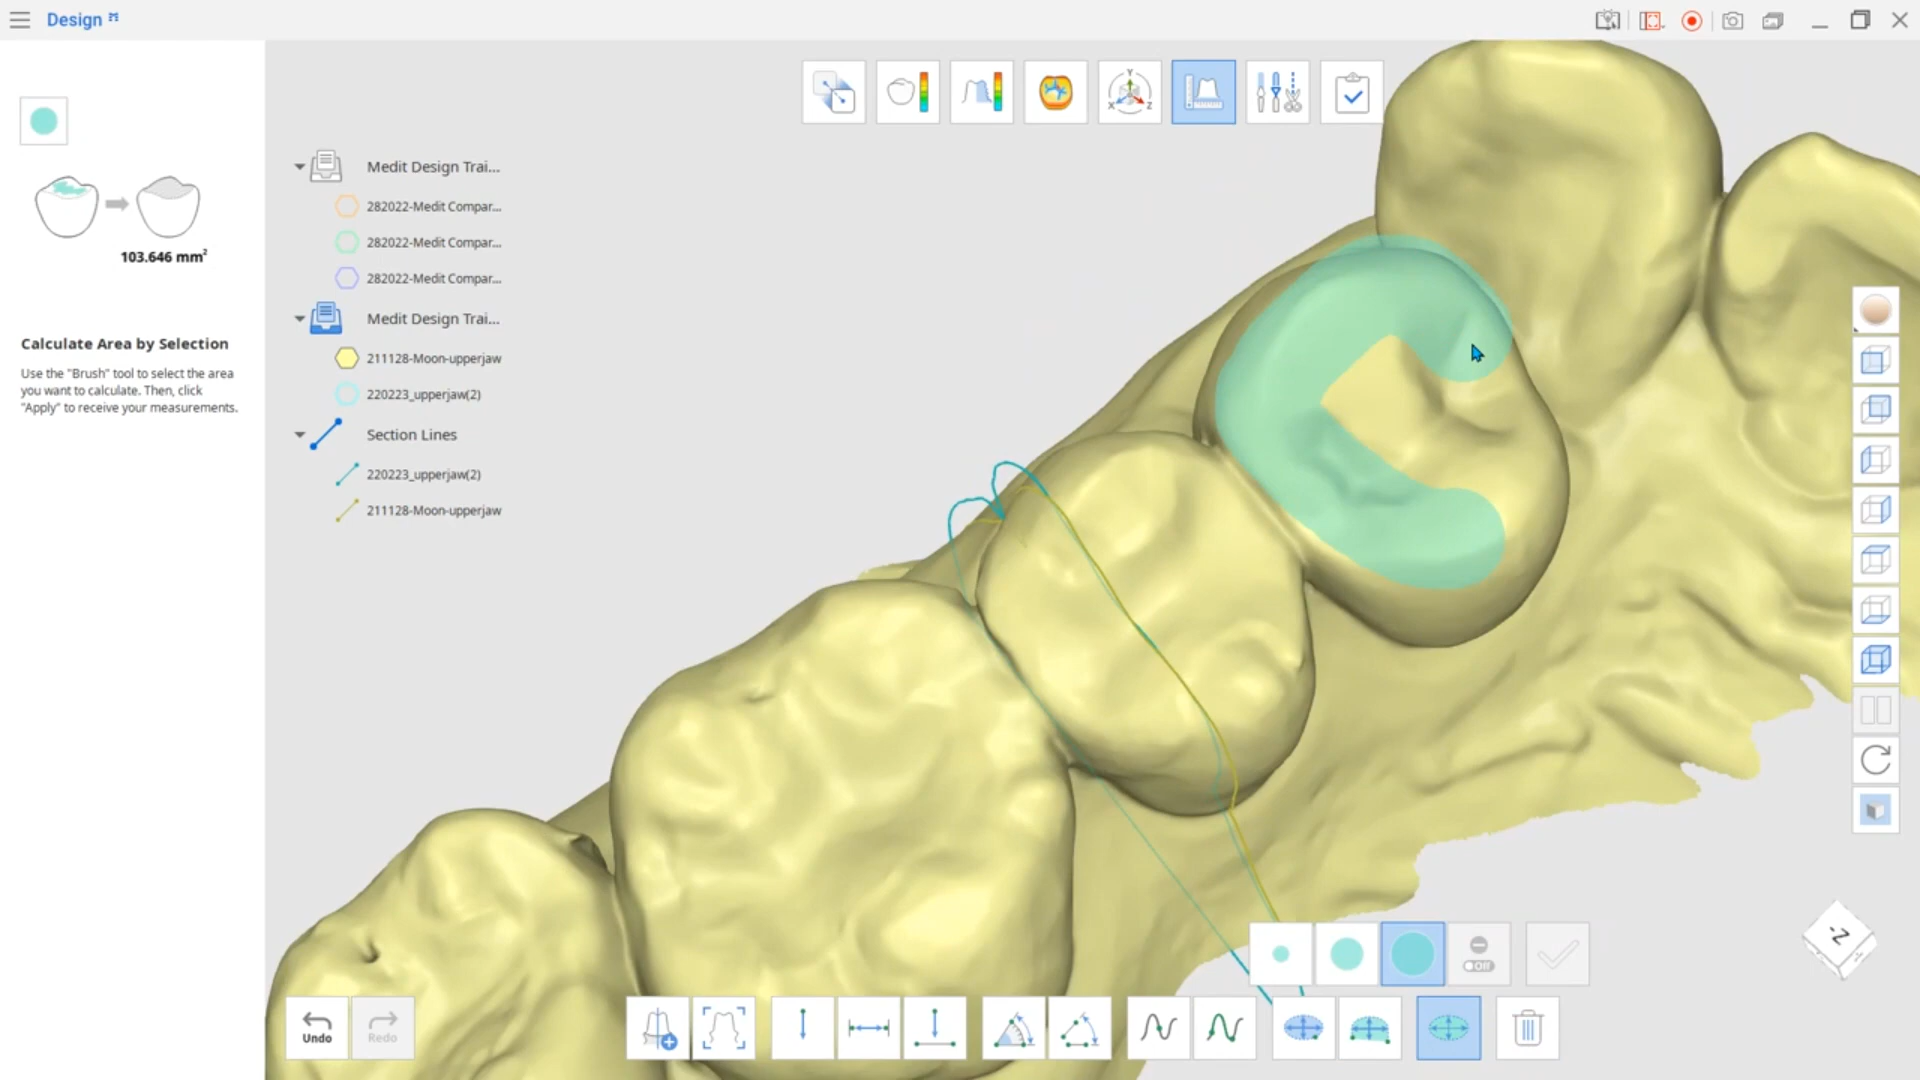 Design
Y
X
Z
Medit Design Trai...
282022-Medit Compar...
282022-Medit Compar...
282022-Medit Compar...
Medit Design Trai...
211128-Moon-upperjaw
220223_upperjaw(2)
Section Lines
220223_upperjaw(2)
211128-Moon-upperjaw
103.646 mm²
Calculate Area by Selection
Use the "Brush" tool to select the area
you want to calculate. Then, click
"Apply" to receive your measurements.
-Z
Off
Undo
Redo